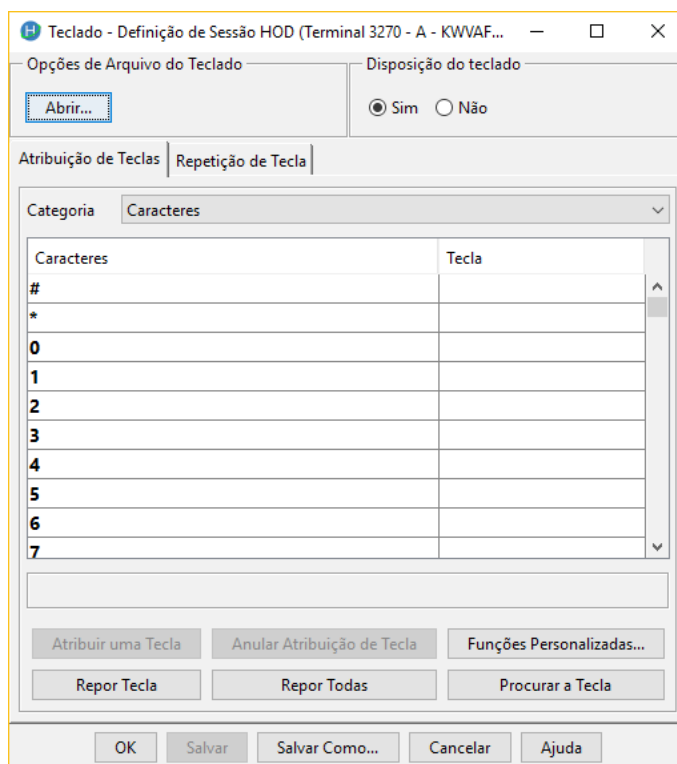 Teclado - Definição de Sessão HOD (Terminal 3270 - A - KWVAF...
Opções de Arquivo do Teclado
Disposição do teclado
Abrir...
Sim
Não
Atribuição de Teclas
Repetição de Tecla
Categoria
Caracteres
Caracteres
Tecla
#
*
0
1
2
3
4
5
6
7
Atribuir uma Tecla
Anular Atribuição de Tecla
Funções Personalizadas...
Repor Tecla
Repor Todas
Procurar a Tecla
OK
Salvar
Salvar Como...
Cancelar
Ajuda